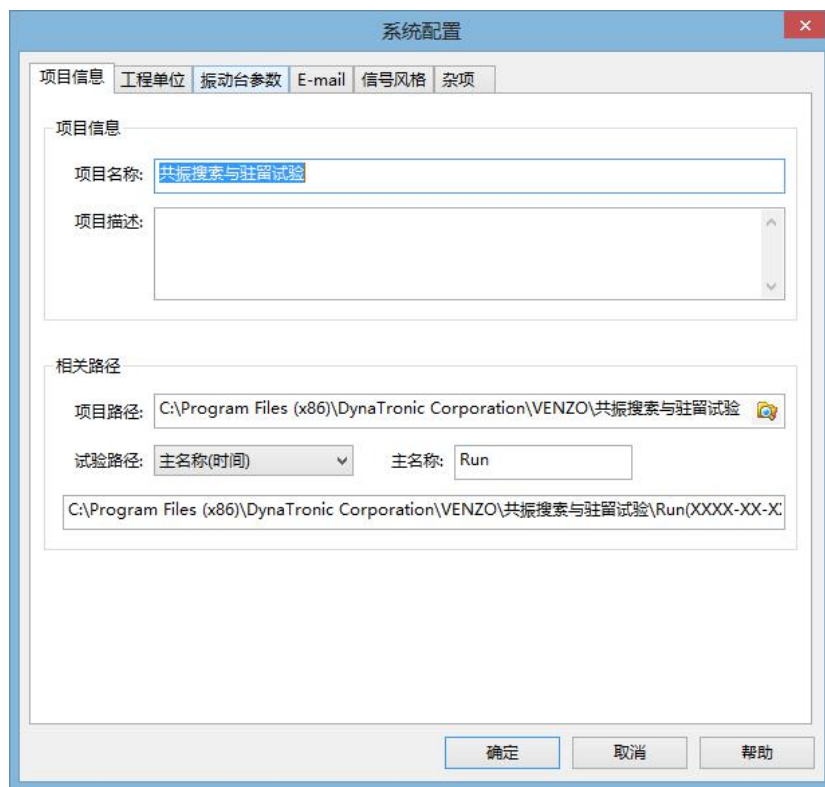 系统配置
项目信息 工程单位 振动台参数 E-mail 信号风格 杂项
项目信息
项目名称: 共振搜索与驻留试验
项目描述:
相关路径
项目路径: C:\Program Files (x86)\DynaTronic Corporation\VENZO\共振搜索与驻留试验
试验路径: 主名称(时间) 主名称: Run
C:\Program Files (x86)\DynaTronic Corporation\VENZO\共振搜索与驻留试验\Run(XXXX-XX-X
确定 取消 帮助